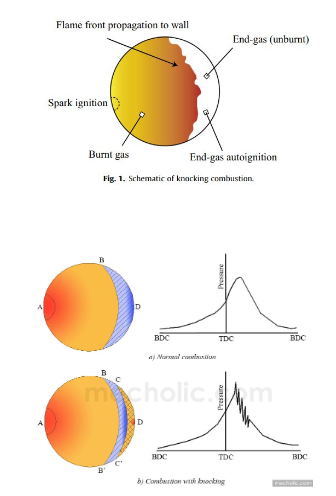 Flame front propagation to wall
End-gas (unburnt)
Spark ignition
Burnt gas
End-gas autoignition
Fig. 1. Schematic of knocking combustion.
B
A
D
Pressure
BDC
TDC
BDC
a) Normal combustion
B
C
A
D
C'
B'
Pressure
BDC
TDC
BDC
mecholic.com
b) Combustion with knocking
mecholic.com